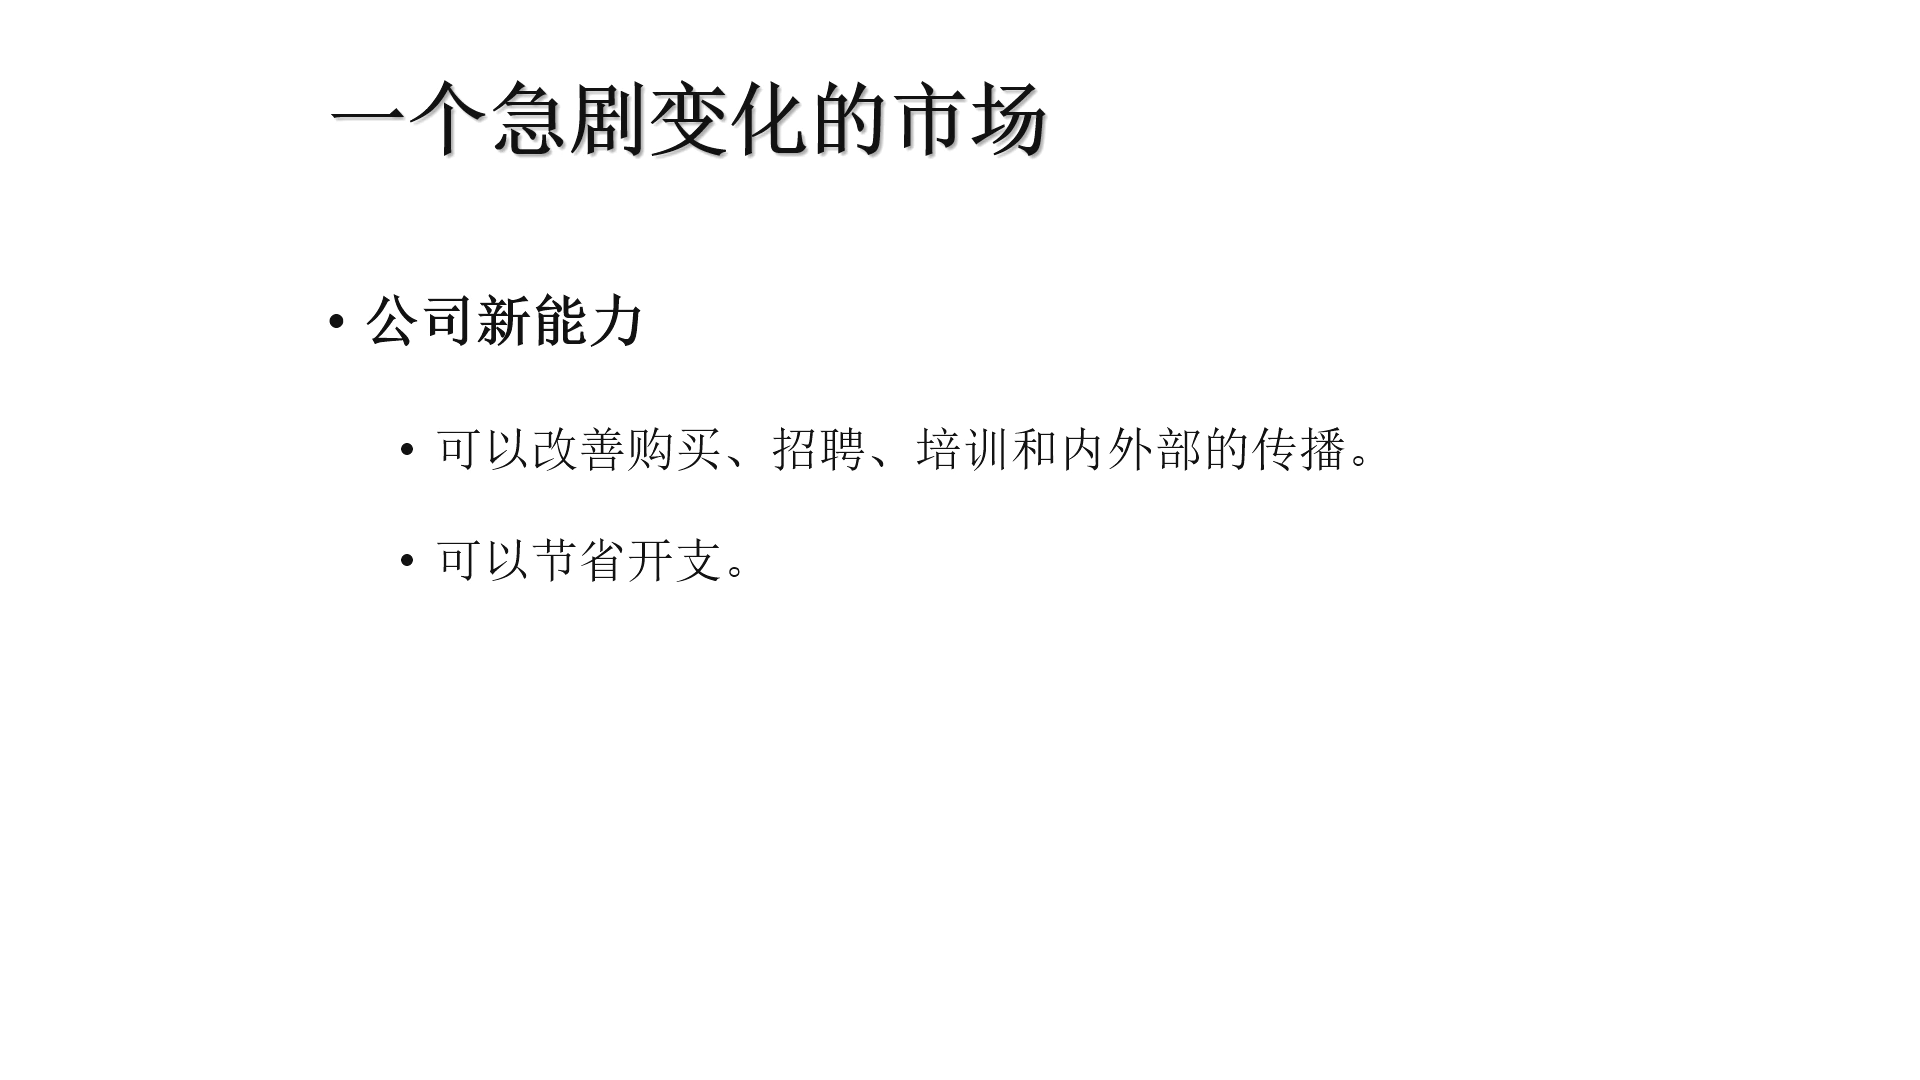 一个急剧变化的市场
• 公司新能力
• 可以改善购买、招聘、培训和内外部的传播。
• 可以节省开支。